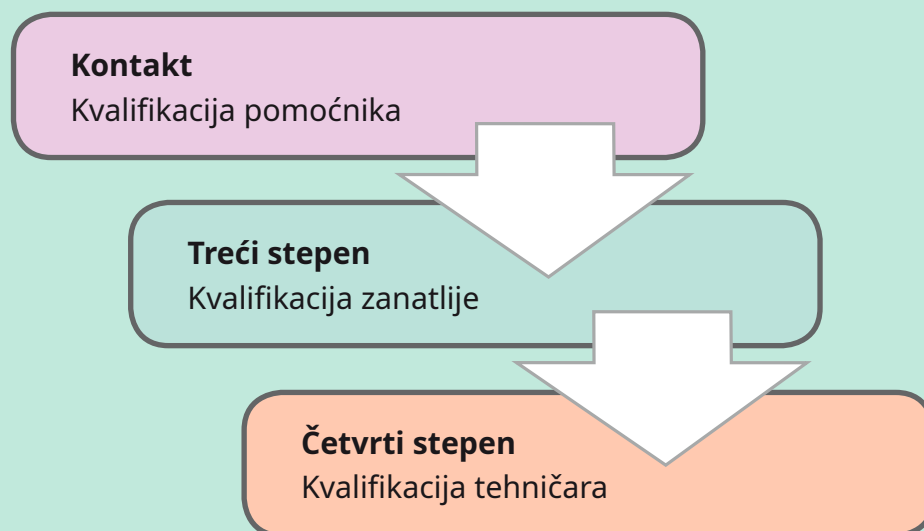 Kontakt
Kvalifikacija pomoćnika
Treći stepen
Kvalifikacija zanatlije
Četvrti stepen
Kvalifikacija tehničara